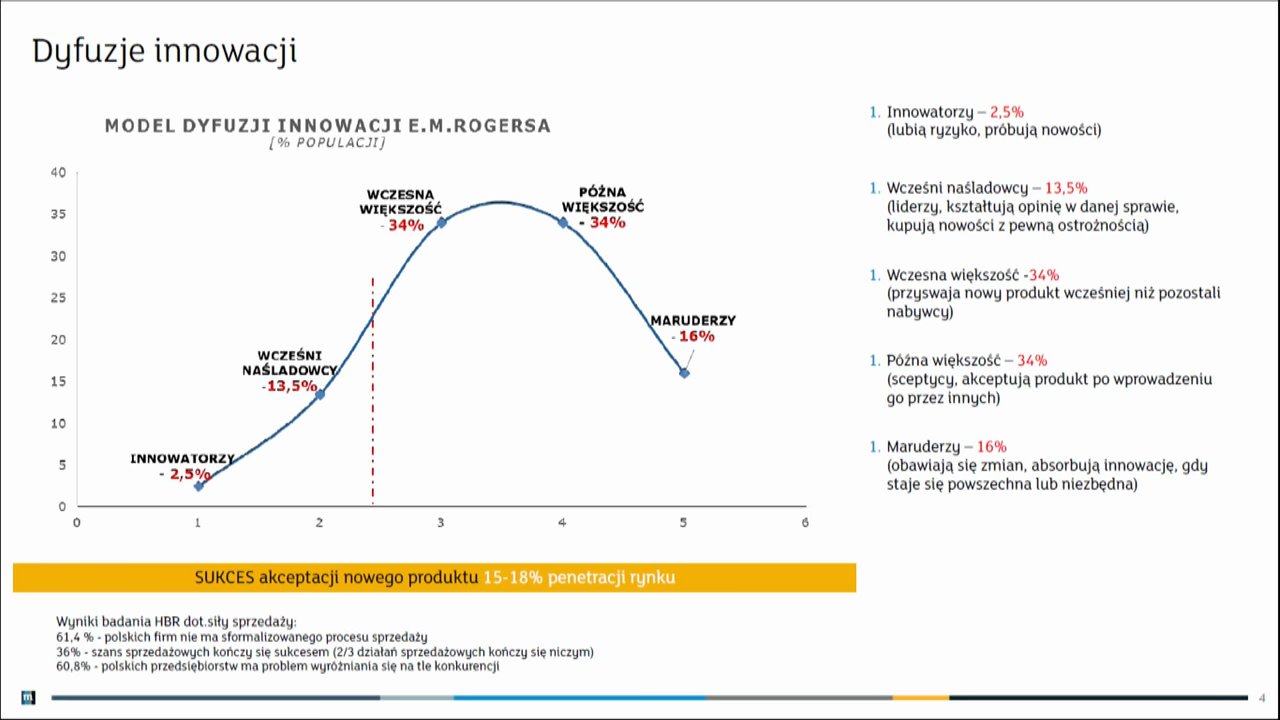 Dyfuzje innowacji
MODEL DYFUZJI INNOWACJI E.M.ROGERSA
[% POPULACJI]
40
35
30
25
20
15
10
5
0
0
1
2
3
4
5
6
INNOWATORZY
- 2,5%
WCZEŚNI
NAŚLADOWCY
-13,5%
WCZESNA
WIĘKSZOŚĆ
- 34%
PÓŹNA
WIĘKSZOŚĆ
- 34%
MARUDERZY
- 16%
1. Innowatorzy – 2,5%
(lubią ryzyko, próbują nowości)
1. Wcześni naśladowcy – 13,5%
(liderzy, kształtują opinię w danej sprawie,
kupują nowości z pewną ostrożnością)
1. Wczesna większość -34%
(przyswaja nowy produkt wcześniej niż pozostali
nabywcy)
1. Późna większość – 34%
(sceptycy, akceptują produkt po wprowadzeniu
go przez innych)
1. Maruderzy – 16%
(obawiają się zmian, absorbują innowację, gdy
staje się powszechna lub niezbędna)
SUKCES akceptacji nowego produktu 15-18% penetracji rynku
Wyniki badania HBR dot.siły sprzedaży:
61,4 % - polskich firm nie ma sformalizowanego procesu sprzedaży
36% - szans sprzedażowych kończy się sukcesem (2/3 działań sprzedażowych kończy się niczym)
60,8% - polskich przedsiębiorstw ma problem wyróżniania się na tle konkurencji
m
4